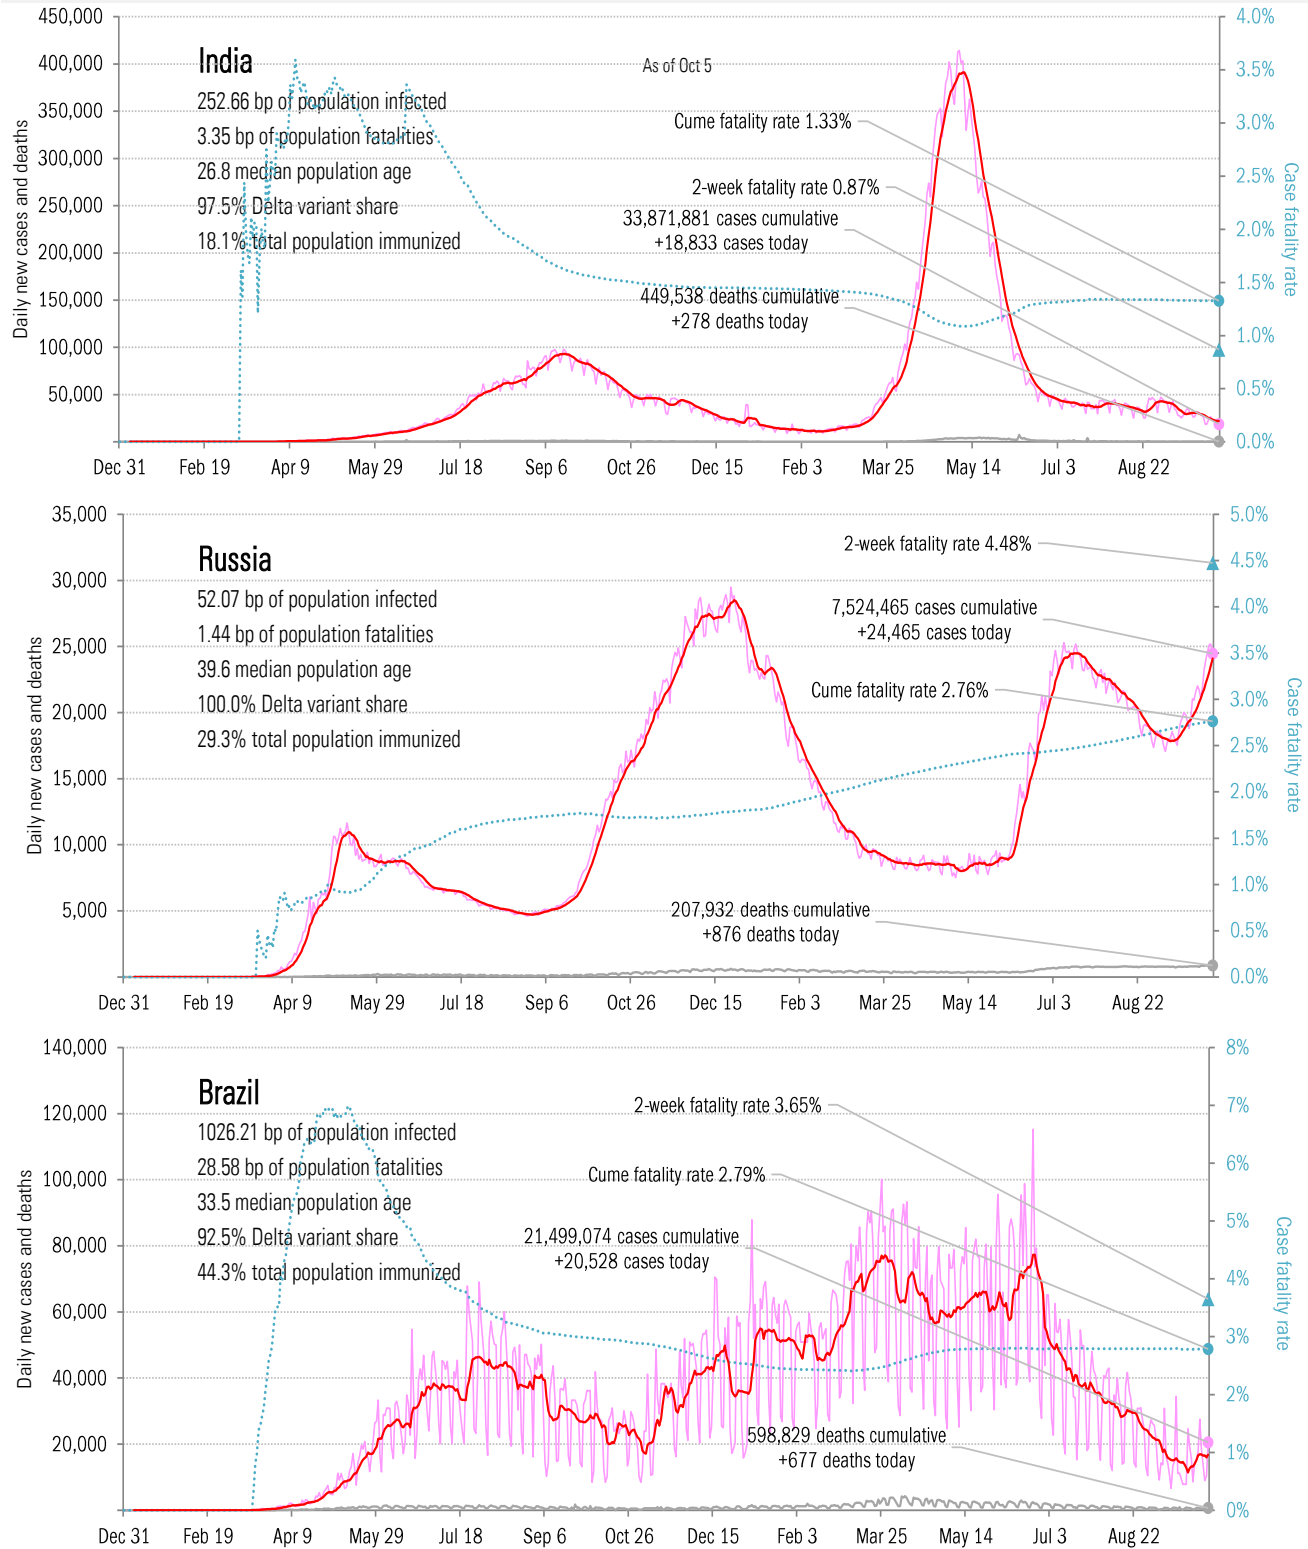 450,000
400,000
350,000
300,000
250,000
200,000
150,000
100,000
50,000
Daily new cases and deaths
India
252.66 bp of population infected
3.35 bp of population fatalities
26.8 median population age
97.5% Delta variant share
18.1% total population immunized
As of Oct 5
Cume fatality rate 1.33%
2-week fatality rate 0.87%
33,871,881 cases cumulative
+18,833 cases today
449,538 deaths cumulative
+278 deaths today
4.0%
3.5%
3.0%
2.5%
2.0%
1.5%
1.0%
0.5%
0.0%
Case fatality rate
Dec 31 Feb 19 Apr 9 May 29 Jul 18 Sep 6 Oct 26 Dec 15 Feb 3 Mar 25 May 14 Jul 3 Aug 22
35,000
30,000
25,000
20,000
15,000
10,000
5,000
Daily new cases and deaths
Russia
52.07 bp of population infected
1.44 bp of population fatalities
39.6 median population age
100.0% Delta variant share
29.3% total population immunized
2-week fatality rate 4.48%
7,524,465 cases cumulative
+24,465 cases today
Cume fatality rate 2.76%
207,932 deaths cumulative
+876 deaths today
5.0%
4.5%
4.0%
3.5%
3.0%
2.5%
2.0%
1.5%
1.0%
0.5%
0.0%
Case fatality rate
Dec 31 Feb 19 Apr 9 May 29 Jul 18 Sep 6 Oct 26 Dec 15 Feb 3 Mar 25 May 14 Jul 3 Aug 22
140,000
120,000
100,000
80,000
60,000
40,000
20,000
Daily new cases and deaths
Brazil
1026.21 bp of population infected
28.58 bp of population fatalities
33.5 median population age
92.5% Delta variant share
44.3% total population immunized
2-week fatality rate 3.65%
Cume fatality rate 2.79%
21,499,074 cases cumulative
+20,528 cases today
598,829 deaths cumulative
+677 deaths today
8%
7%
6%
5%
4%
3%
2%
1%
0%
Case fatality rate
Dec 31 Feb 19 Apr 9 May 29 Jul 18 Sep 6 Oct 26 Dec 15 Feb 3 Mar 25 May 14 Jul 3 Aug 22